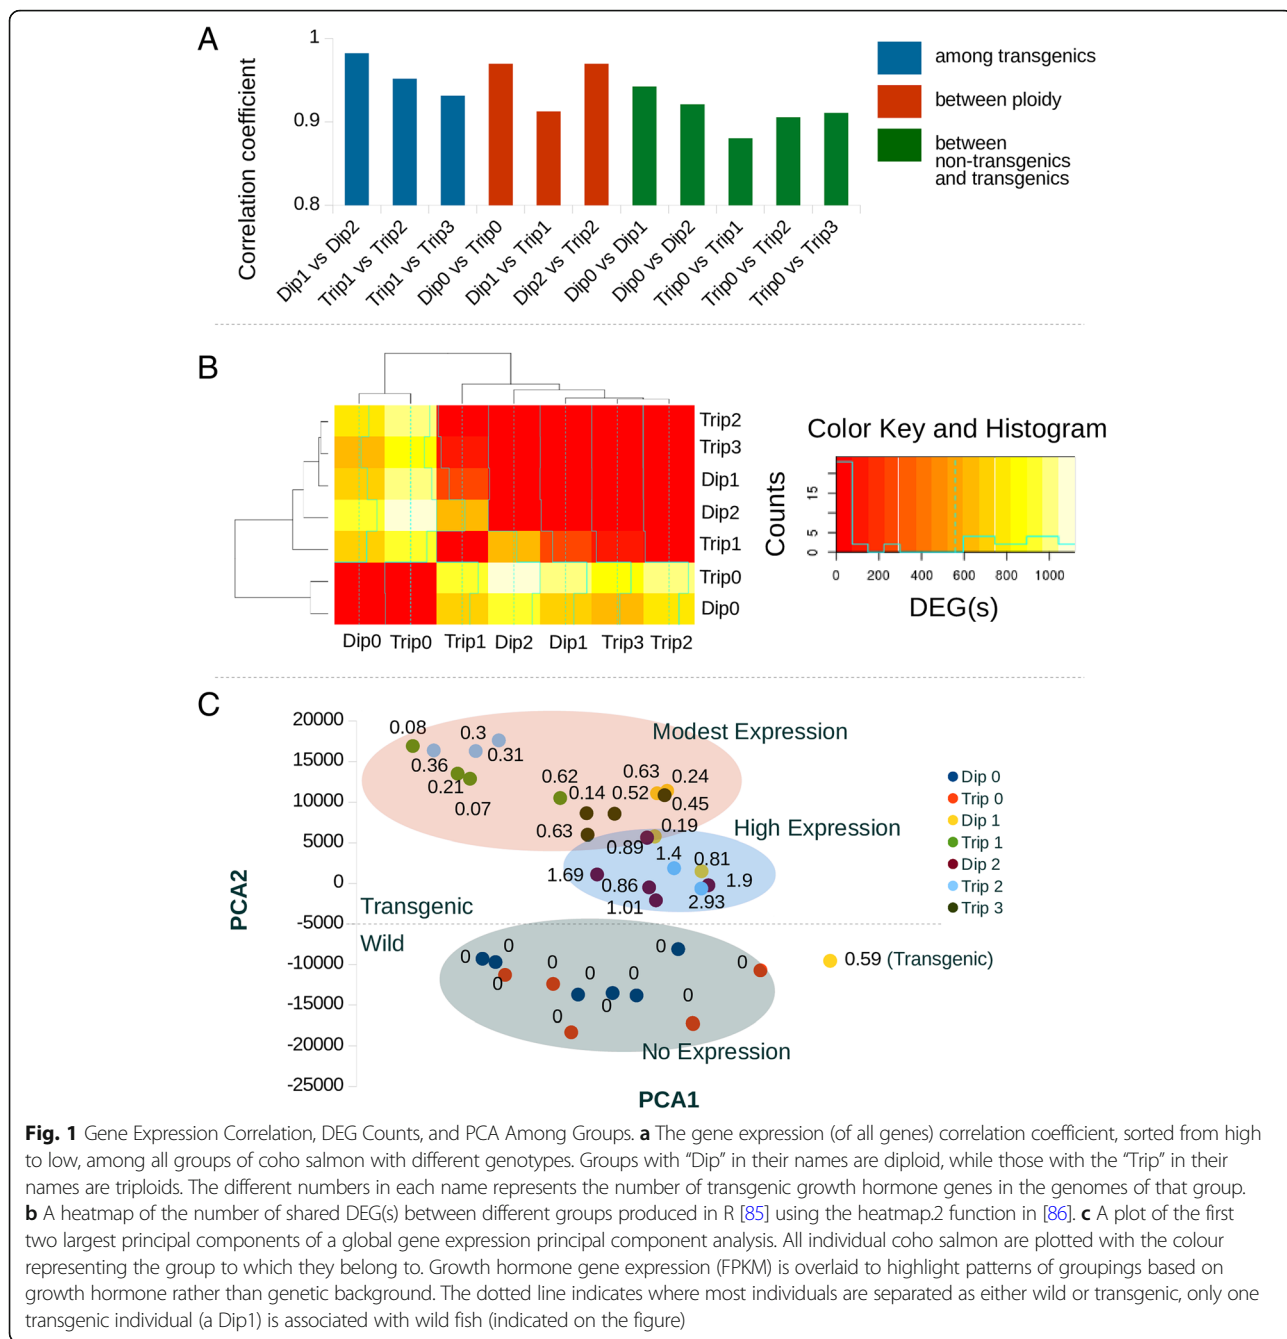 A
Correlation coefficient
1
0.9
0.8
Dip1 vs Dip2
Trip1 vs Trip2
Trip1 vs Trip3
Dip0 vs Trip0
Dip1 vs Trip1
Dip2 vs Trip2
Dip0 vs Dip1
Dip0 vs Dip2
Trip0 vs Trip1
Trip0 vs Trip2
Trip0 vs Trip3
among transgenics
between ploidy
between
non-transgenics
and transgenics
B
Trip2
Trip3
Dip1
Dip2
Trip1
Trip0
Dip0
Dip0 Trip0 Trip1 Dip2 Dip1 Trip3 Trip2
Color Key and Histogram
Counts
0 5 15
0 200 400 600 800 1000
DEG(s)
C
PCA2
20000
15000
10000
5000
0
-5000
-10000
-15000
-20000
-25000
Modest Expression
0.08
0.3
0.31
0.36
0.21
0.07
0.62
0.63
0.24
0.14
0.52
0.45
0.63
0.19
High Expression
0.89
1.4
0.81
1.69
0.86
1.9
1.01
2.93
Transgenic
Wild
0
0
0
0
0
0
0
0
0
0
0
0.59 (Transgenic)
No Expression
PCA1
Dip 0
Trip 0
Dip 1
Trip 1
Dip 2
Trip 2
Trip 3
Fig. 1 Gene Expression Correlation, DEG Counts, and PCA Among Groups. a The gene expression (of all genes) correlation coefficient, sorted from high
to low, among all groups of coho salmon with different genotypes. Groups with “Dip” in their names are diploid, while those with the “Trip” in their
names are triploids. The different numbers in each name represents the number of transgenic growth hormone genes in the genomes of that group.
b A heatmap of the number of shared DEG(s) between different groups produced in R [85] using the heatmap.2 function in [86]. c A plot of the first
two largest principal components of a global gene expression principal component analysis. All individual coho salmon are plotted with the colour
representing the group to which they belong to. Growth hormone gene expression (FPKM) is overlaid to highlight patterns of groupings based on
growth hormone rather than genetic background. The dotted line indicates where most individuals are separated as either wild or transgenic, only one
transgenic individual (a Dip1) is associated with wild fish (indicated on the figure)